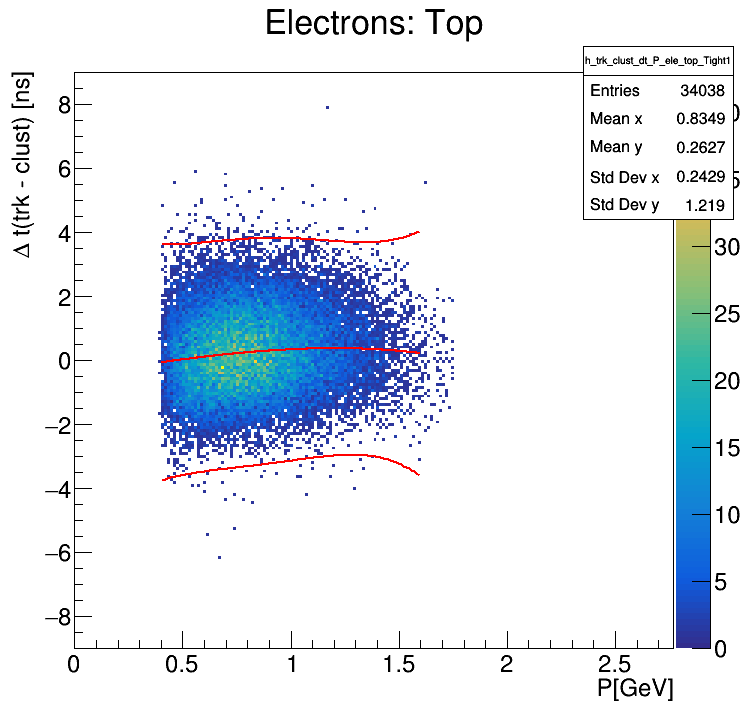 Electrons: Top
h_trk_clust_dt_P_ele_top_Tight1
Entries 34038
Mean x 0.8349
Mean y 0.2627
Std Dev x 0.2429
Std Dev y 1.219
Δ t(trk - clust) [ns]
8
6
4
2
0
−2
−4
−6
−8
0 0.5 1 1.5 2 2.5
P[GeV]
30
25
20
15
10
5
0